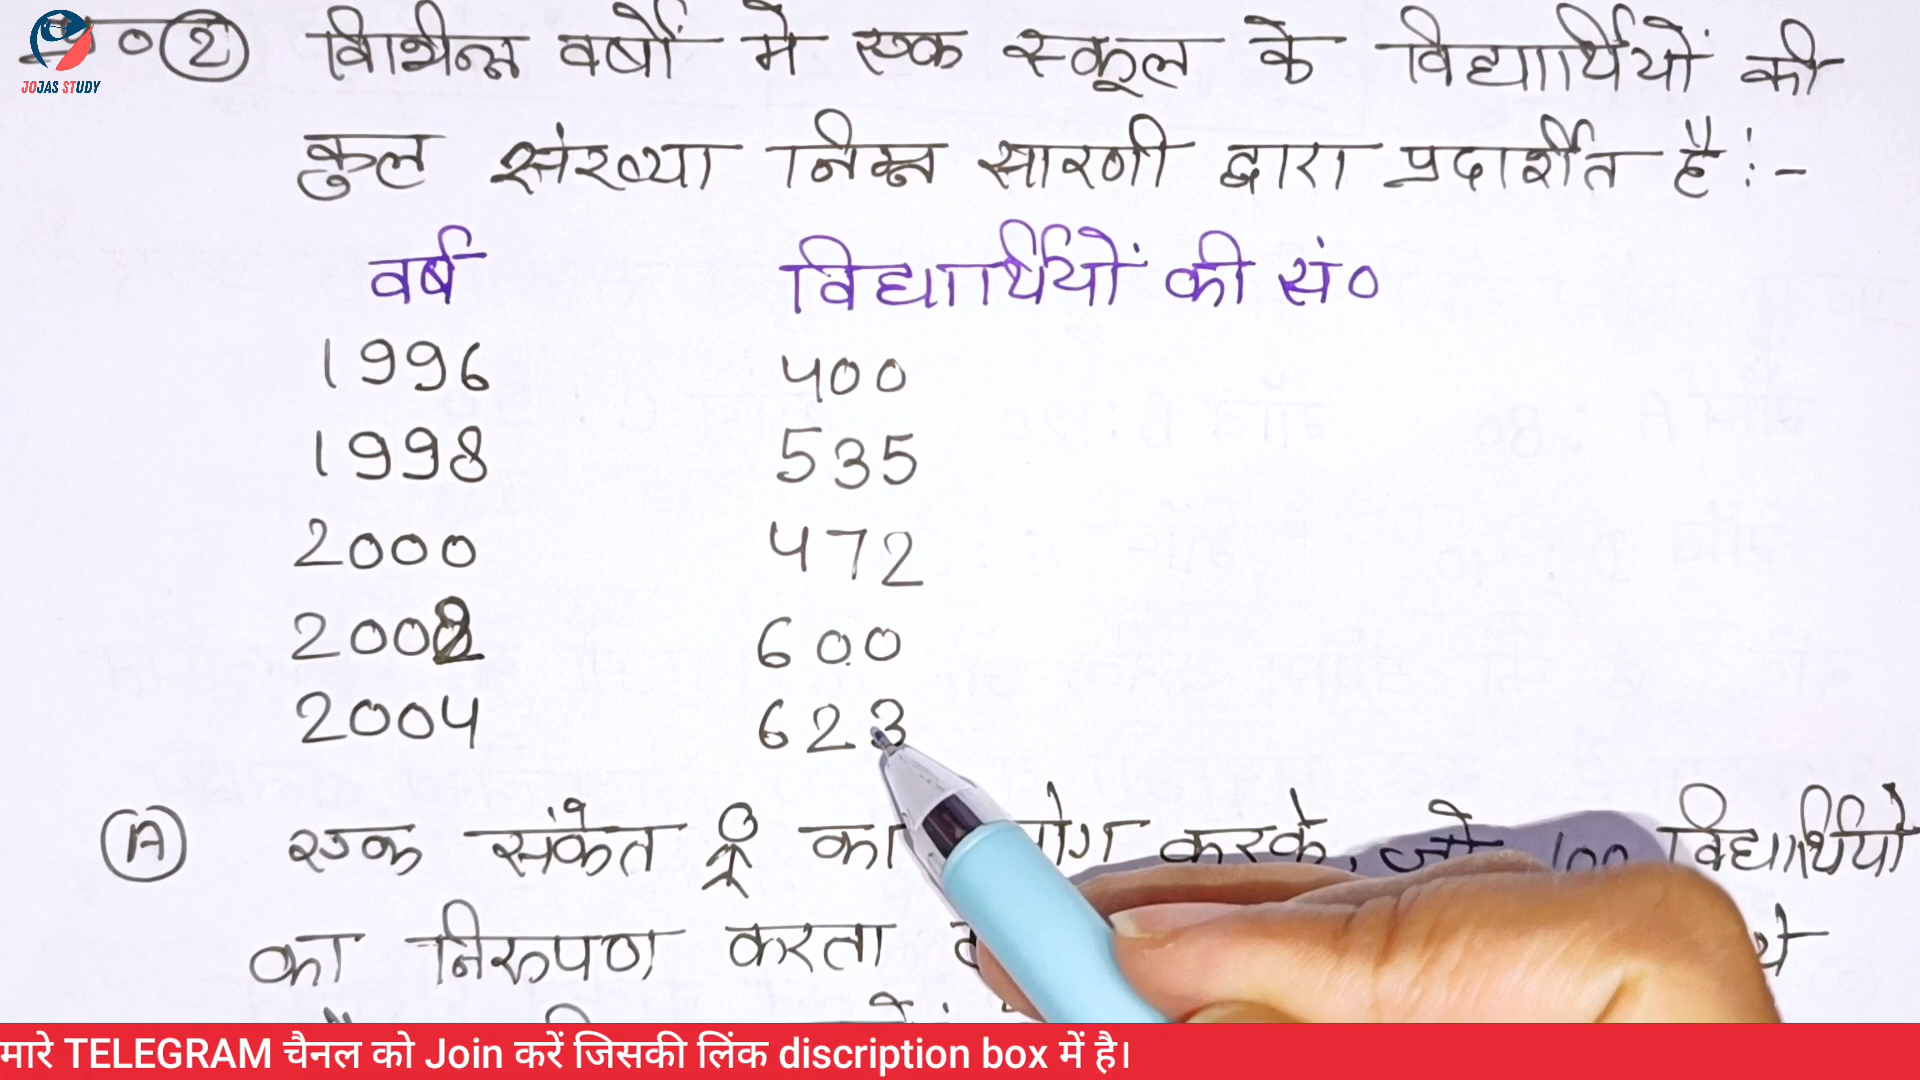 प्र०② विभिन्न वर्षों मे एक स्कूल के विद्यार्थियों की
JOJAS STUDY
कुल संख्या निम्न सारणी द्वारा प्रदर्शित है :-
वर्ष विद्यार्थियों की सं०
1996 400
1998 535
2000 472
2002 600
2004 623
Ⓐ एक संकेत का करके, जो 100 विद्यार्थियो
का निरुपण करता
मारे TELEGRAM चैनल को Join करें जिसकी लिंक discription box में है।